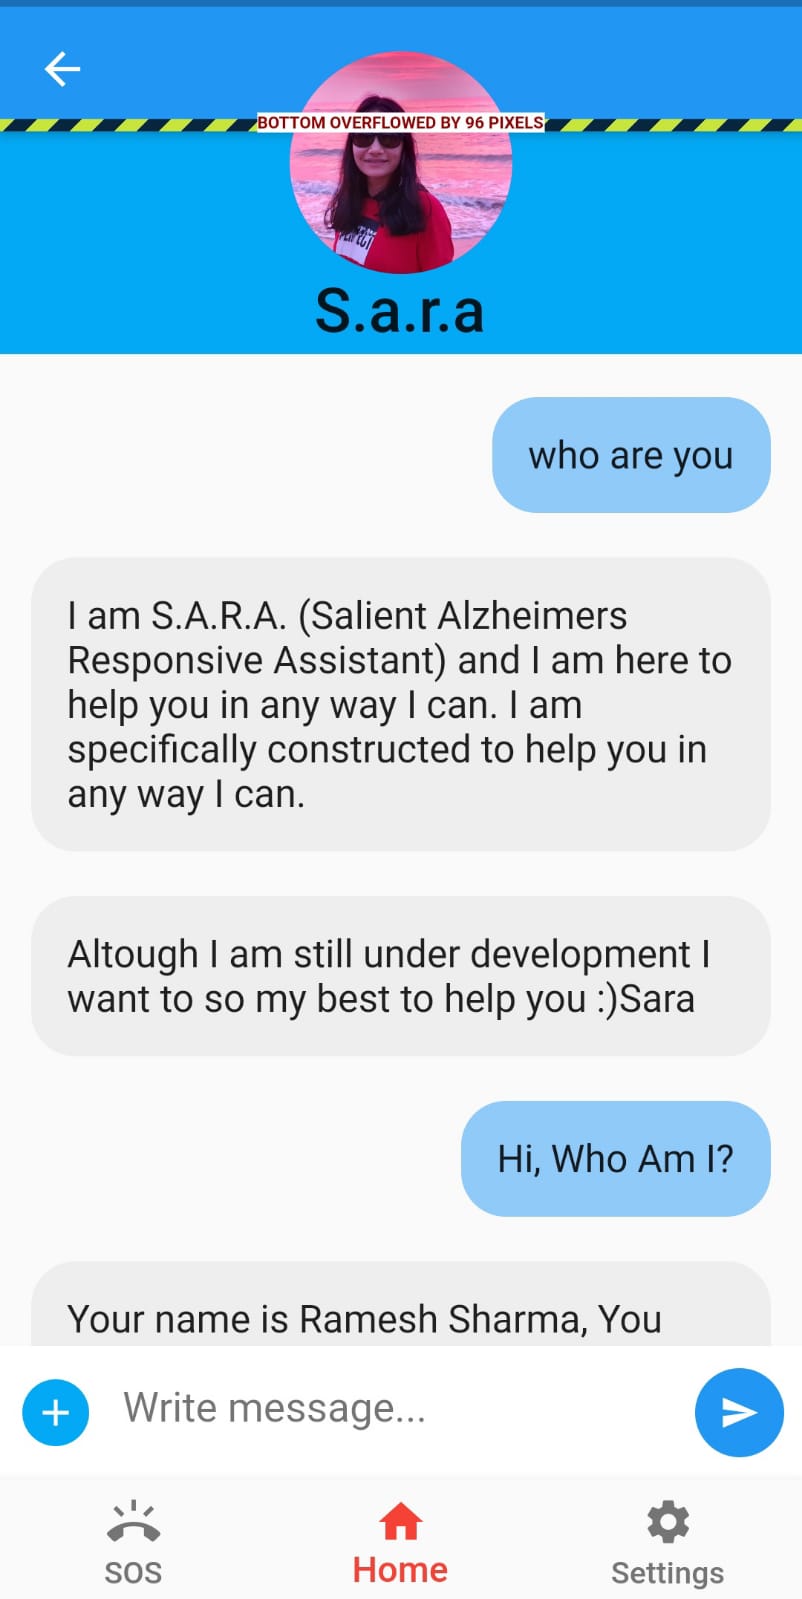 BOTTOM OVERFLOWED BY 96 PIXELS
S.a.r.a
who are you
I am S.A.R.A. (Salient Alzheimers
Responsive Assistant) and I am here to
help you in any way I can. I am
specifically constructed to help you in
any way I can.
Altough I am still under development I
want to so my best to help you :)Sara
Hi, Who Am I?
Your name is Ramesh Sharma, You
Write message...
SOS
Home
Settings